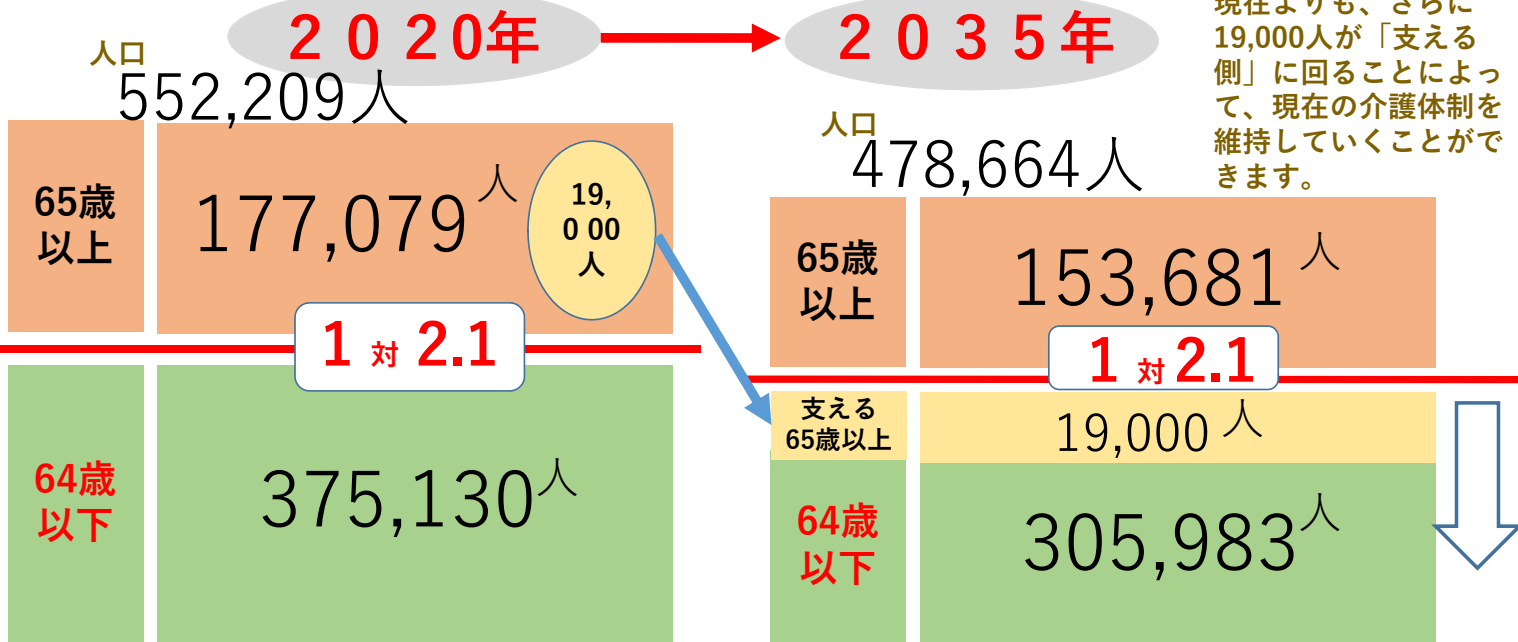 ２０２０年
２０３５年
現在よりも、さらに
19,000人が「支える
側」に回ることによっ
て、現在の介護体制を
維持していくことがで
きます。
人口
552,209人
65歳
以上
177,079人
19,
0 00
人
1 対 2.1
64歳
以下
375,130人
人口
478,664人
65歳
以上
153,681人
1 対 2.1
支える
65歳以上
19,000人
64歳
以下
305,983人